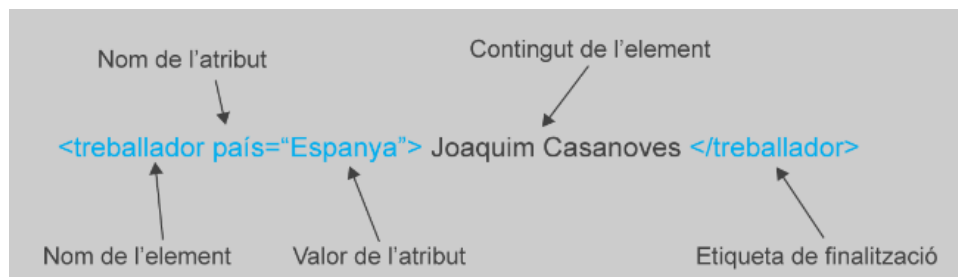 Contingut de l’element
Nom de l’atribut
<treballador país=“Espanya”> Joaquim Casanoves </treballador>
Nom de l’element Valor de l’atribut Etiqueta de finalització